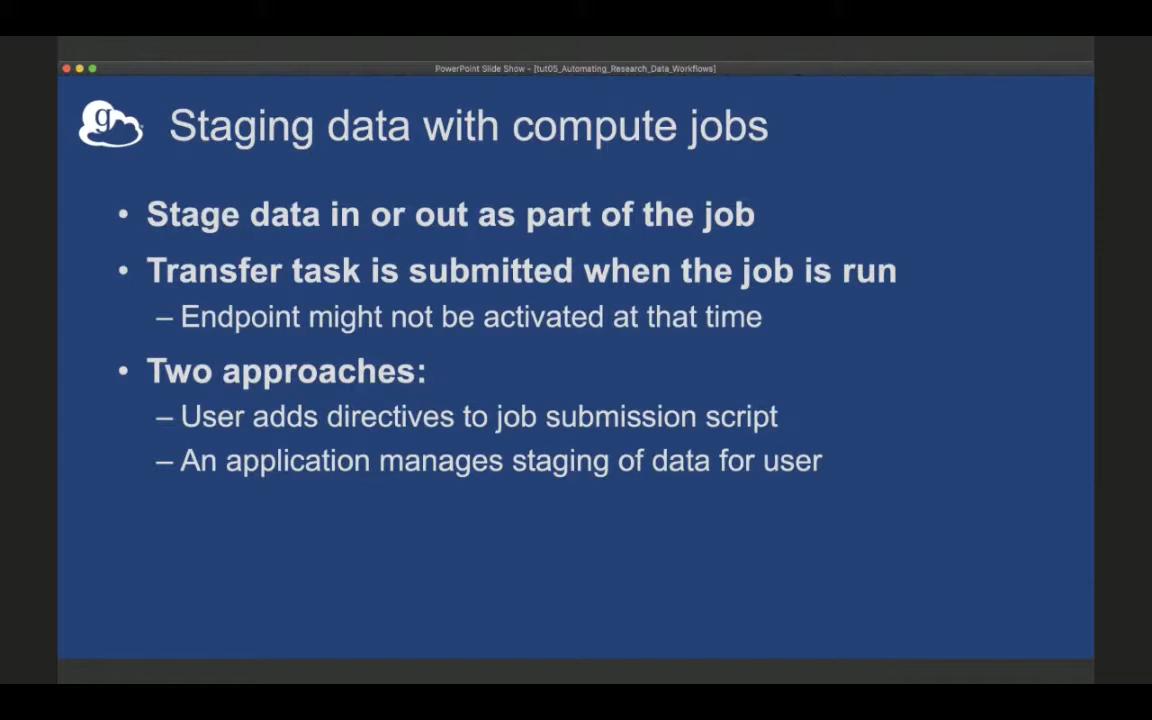 PowerPoint Slide Show - [tut05_Automating_Research_Data_Workflows]
g
Staging data with compute jobs
• Stage data in or out as part of the job
• Transfer task is submitted when the job is run
– Endpoint might not be activated at that time
• Two approaches:
– User adds directives to job submission script
– An application manages staging of data for user